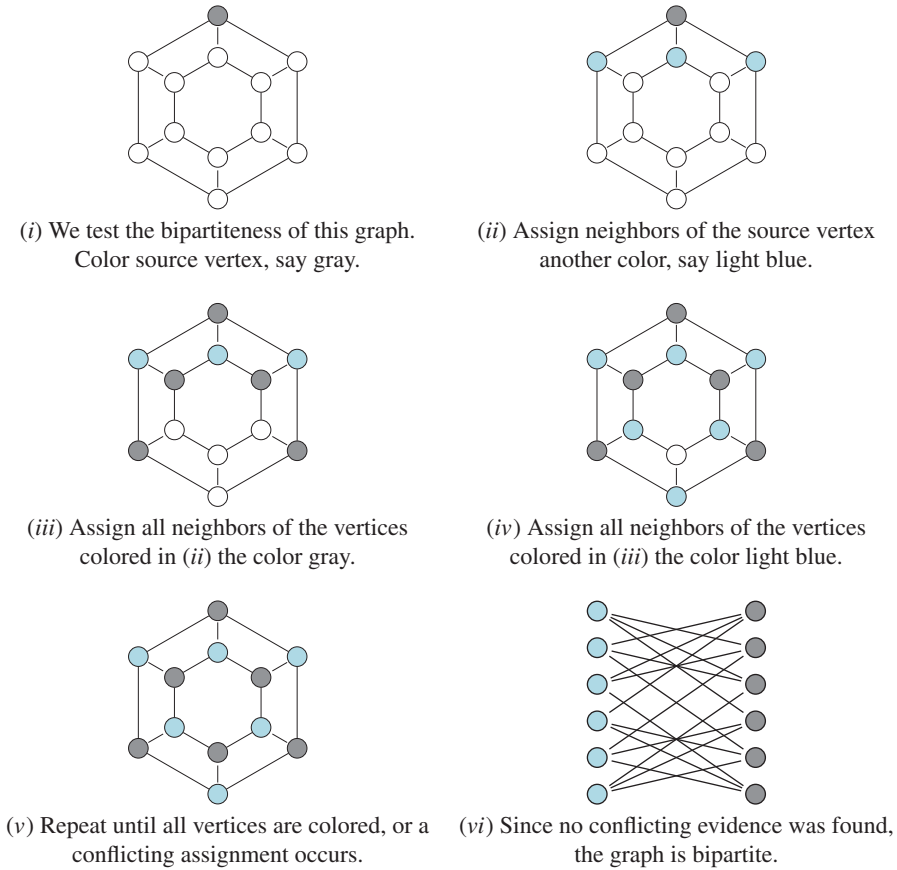 (i) We test the bipartiteness of this graph.
Color source vertex, say gray.
(ii) Assign neighbors of the source vertex
another color, say light blue.
(iii) Assign all neighbors of the vertices
colored in (ii) the color gray.
(iv) Assign all neighbors of the vertices
colored in (iii) the color light blue.
(v) Repeat until all vertices are colored, or a
conflicting assignment occurs.
(vi) Since no conflicting evidence was found,
the graph is bipartite.